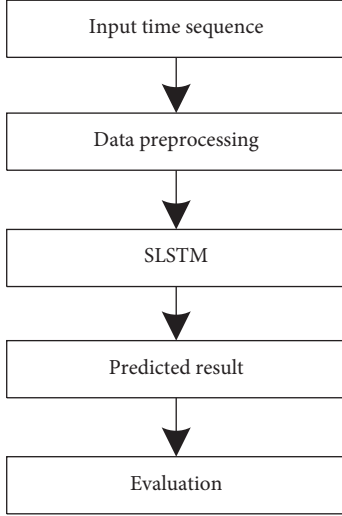 Input time sequence
Data preprocessing
SLSTM
Predicted result
Evaluation